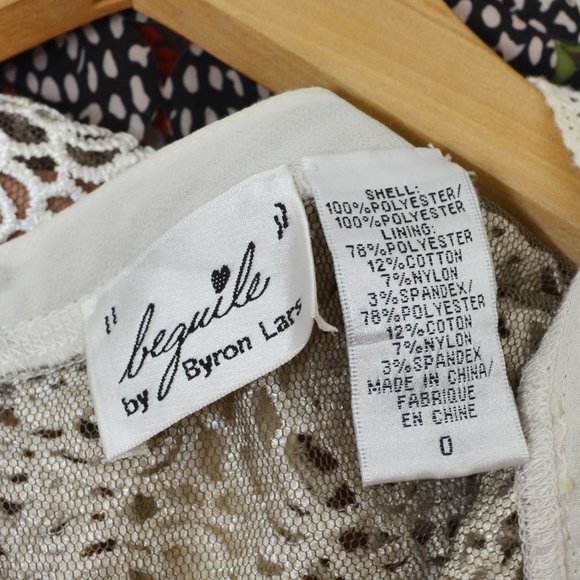 "beguile"
by Byron Lars
SHELL:
100%POLYESTER/
100%POLYESTER
LINING:
78%POLYESTER
12%COTTON
7%NYLON
3%SPANDEX/
78%POLYESTER
12%COTON
7%NYLON
3%SPANDEX
MADE IN CHINA/
FABRIQUE
EN CHINE
0